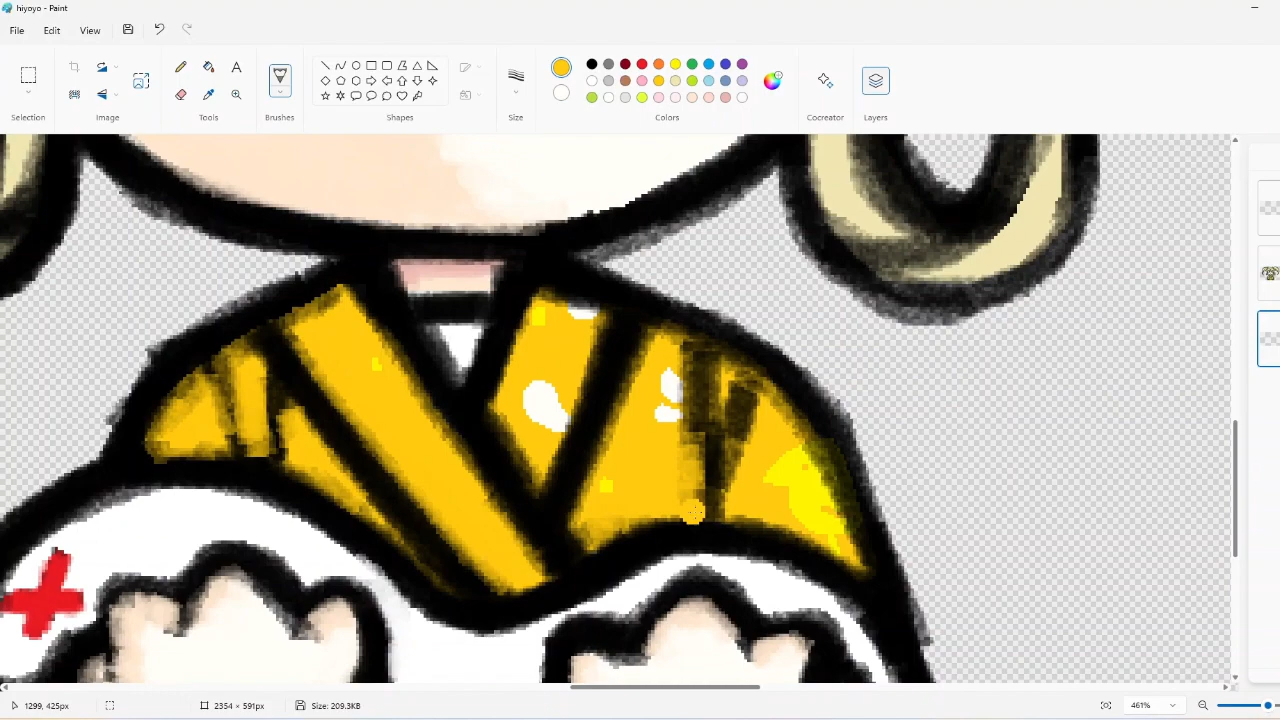 hiyoyo - Paint
File Edit View
Selection Image Tools Brushes Shapes Size Colors Cocreator Layers
1299, 425px 2354 × 591px Size: 209.3KB 461%